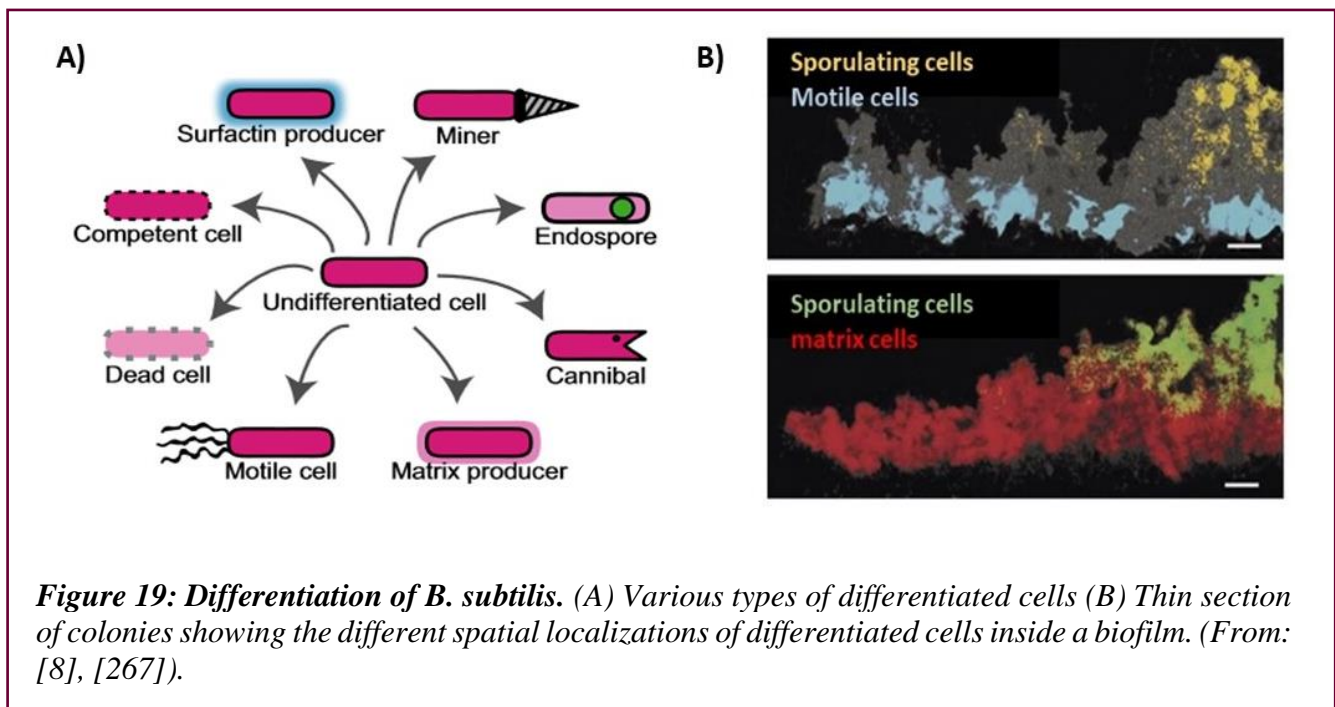 A)
Surfactin producer
Miner
Competent cell
Endospore
Undifferentiated cell
Dead cell
Cannibal
Motile cell
Matrix producer
B)
Sporulating cells
Motile cells
Sporulating cells
matrix cells
Figure 19: Differentiation of B. subtilis. (A) Various types of differentiated cells (B) Thin section
of colonies showing the different spatial localizations of differentiated cells inside a biofilm. (From:
[8], [267]).